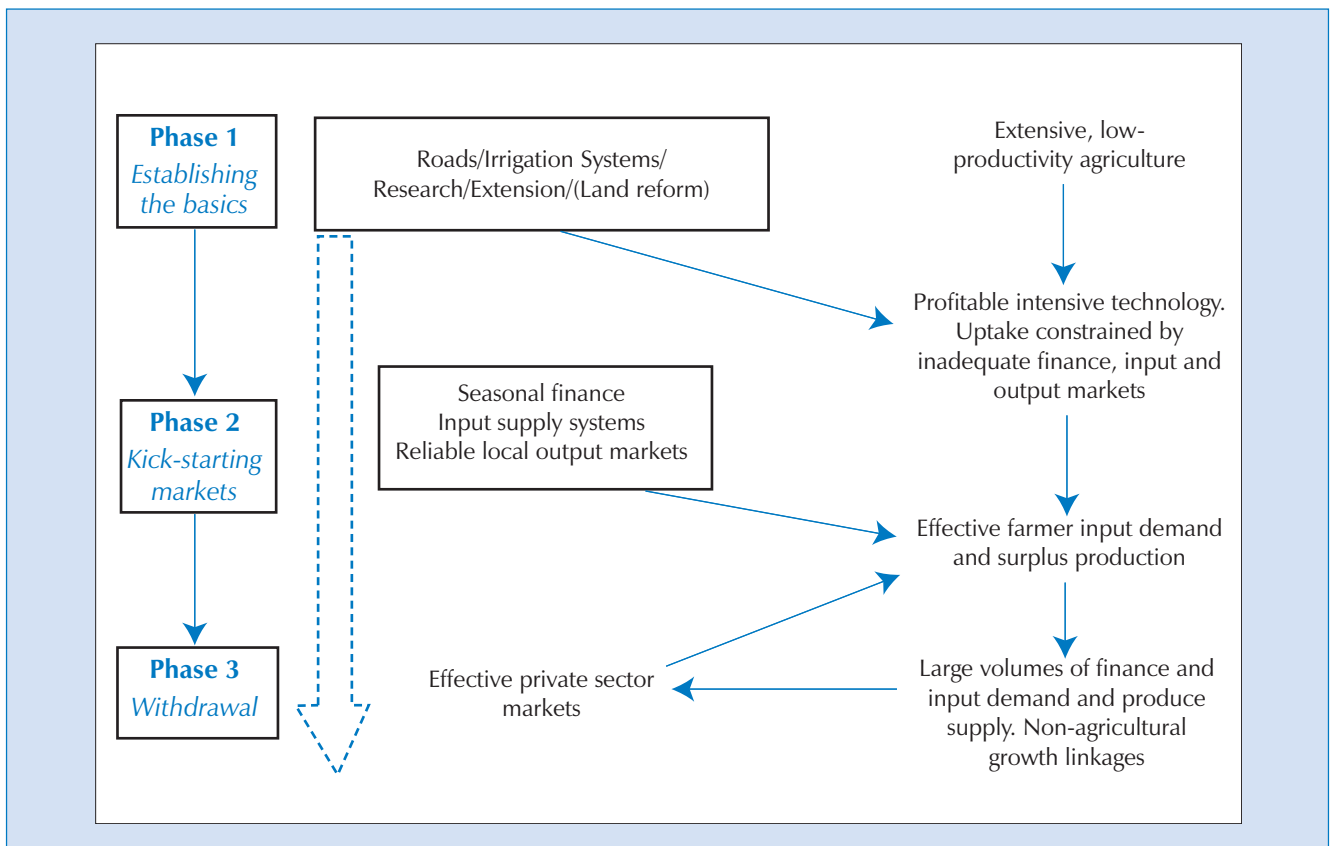 Phase 1
Establishing
the basics
Roads/Irrigation Systems/
Research/Extension/(Land reform)
Extensive, low-
productivity agriculture
Profitable intensive technology.
Uptake constrained by
inadequate finance, input and
output markets
Phase 2
Kick-starting
markets
Seasonal finance
Input supply systems
Reliable local output markets
Effective farmer input demand
and surplus production
Phase 3
Withdrawal
Effective private sector
markets
Large volumes of finance and
input demand and produce
supply. Non-agricultural
growth linkages